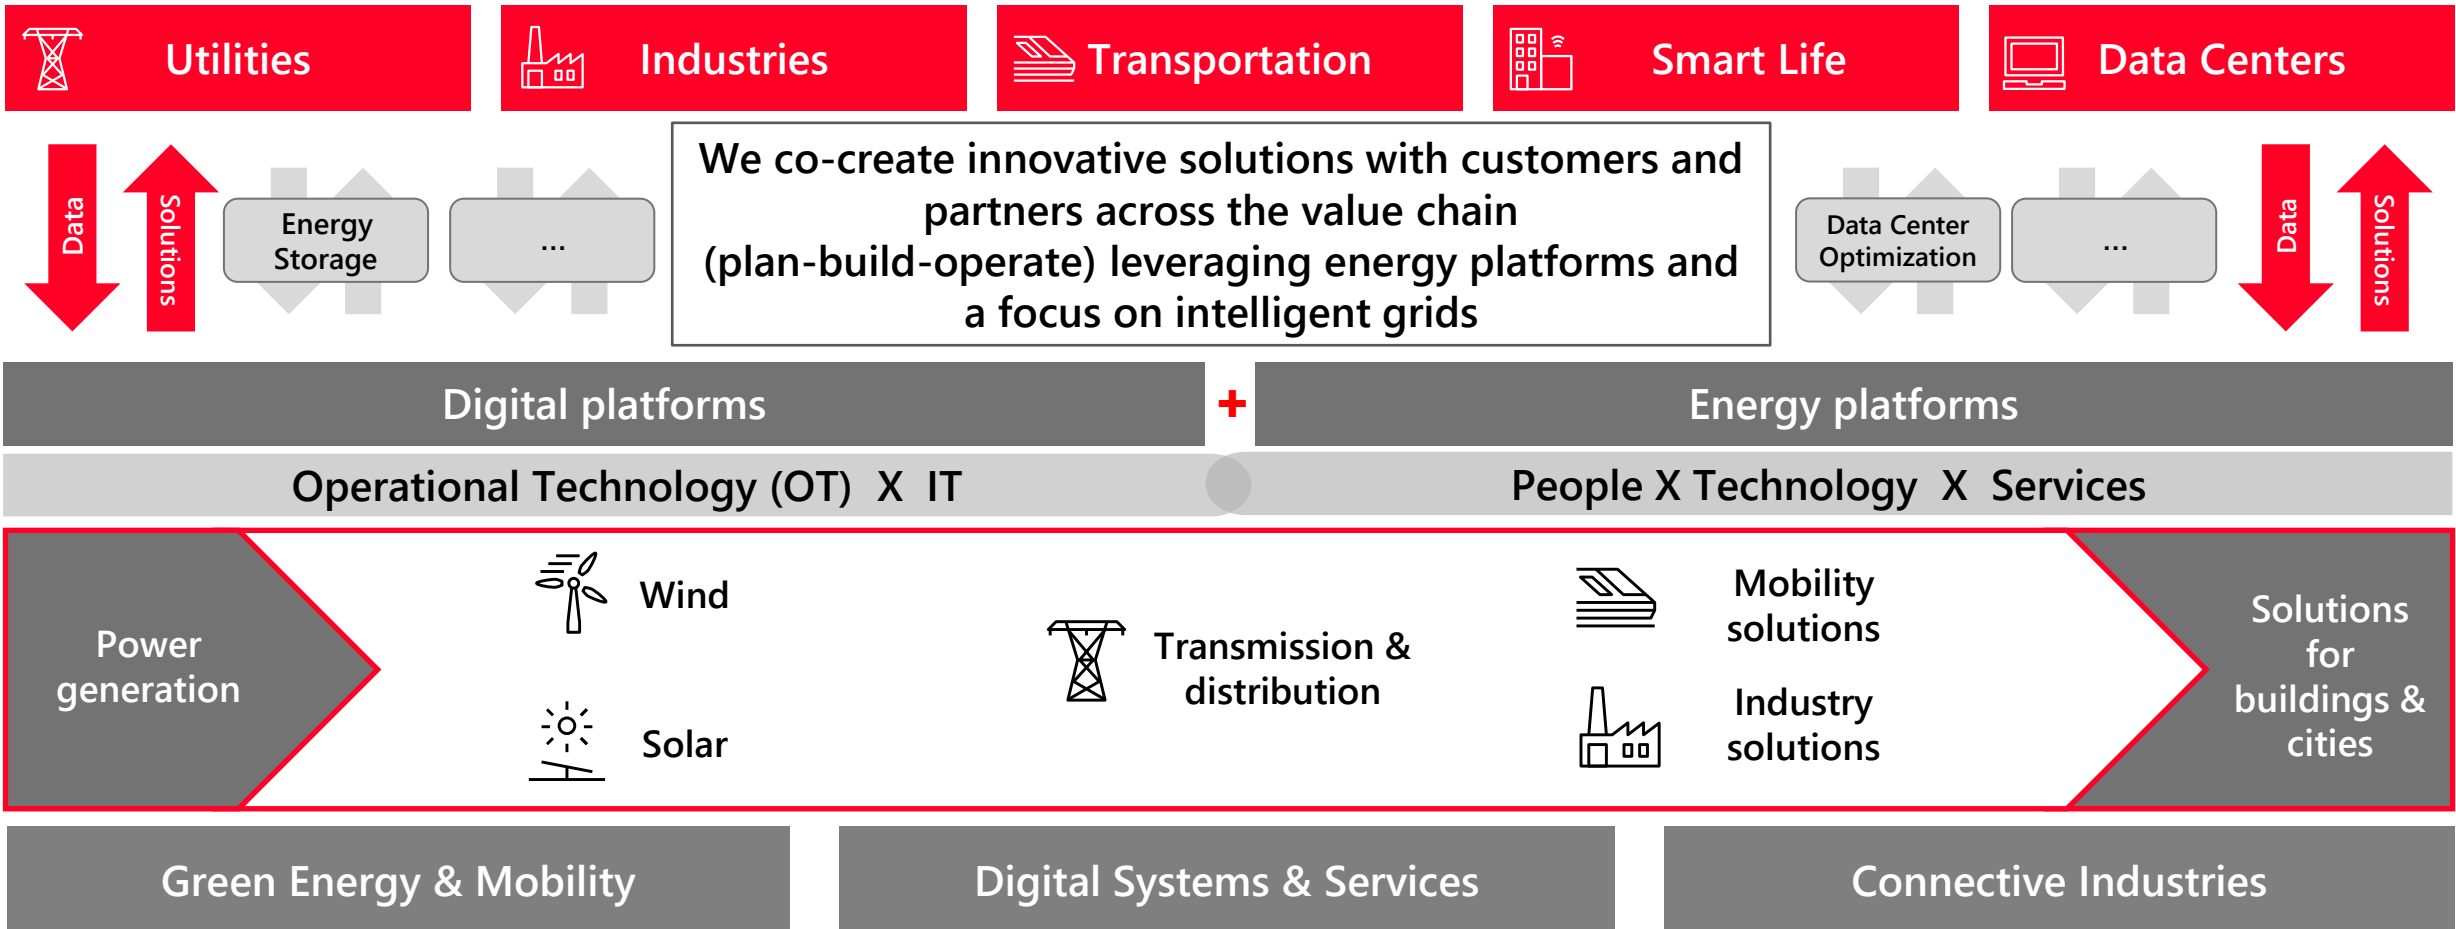 Utilities
Industries
Transportation
Smart Life
Data Centers
Data
Solutions
Energy
Storage
...
We co-create innovative solutions with customers and
partners across the value chain
(plan-build-operate) leveraging energy platforms and
a focus on intelligent grids
Data Center
Optimization
...
Data
Solutions
Digital platforms
+
Energy platforms
Operational Technology (OT) X IT
People X Technology X Services
Power
generation
Wind
Solar
Transmission &
distribution
Mobility
solutions
Industry
solutions
Solutions
for
buildings &
cities
Green Energy & Mobility
Digital Systems & Services
Connective Industries